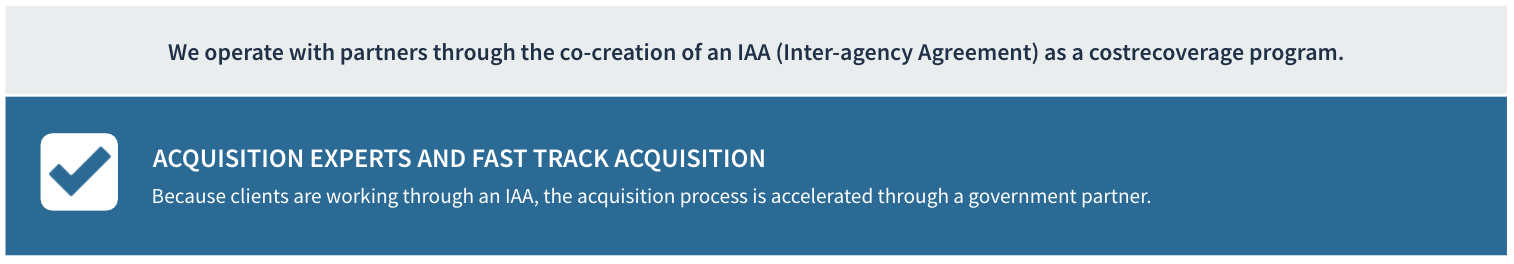 We operate with partners through the co-creation of an IAA (Inter-agency Agreement) as a costrecoverage program.
ACQUISITION EXPERTS AND FAST TRACK ACQUISITION
Because clients are working through an IAA, the acquisition process is accelerated through a government partner.